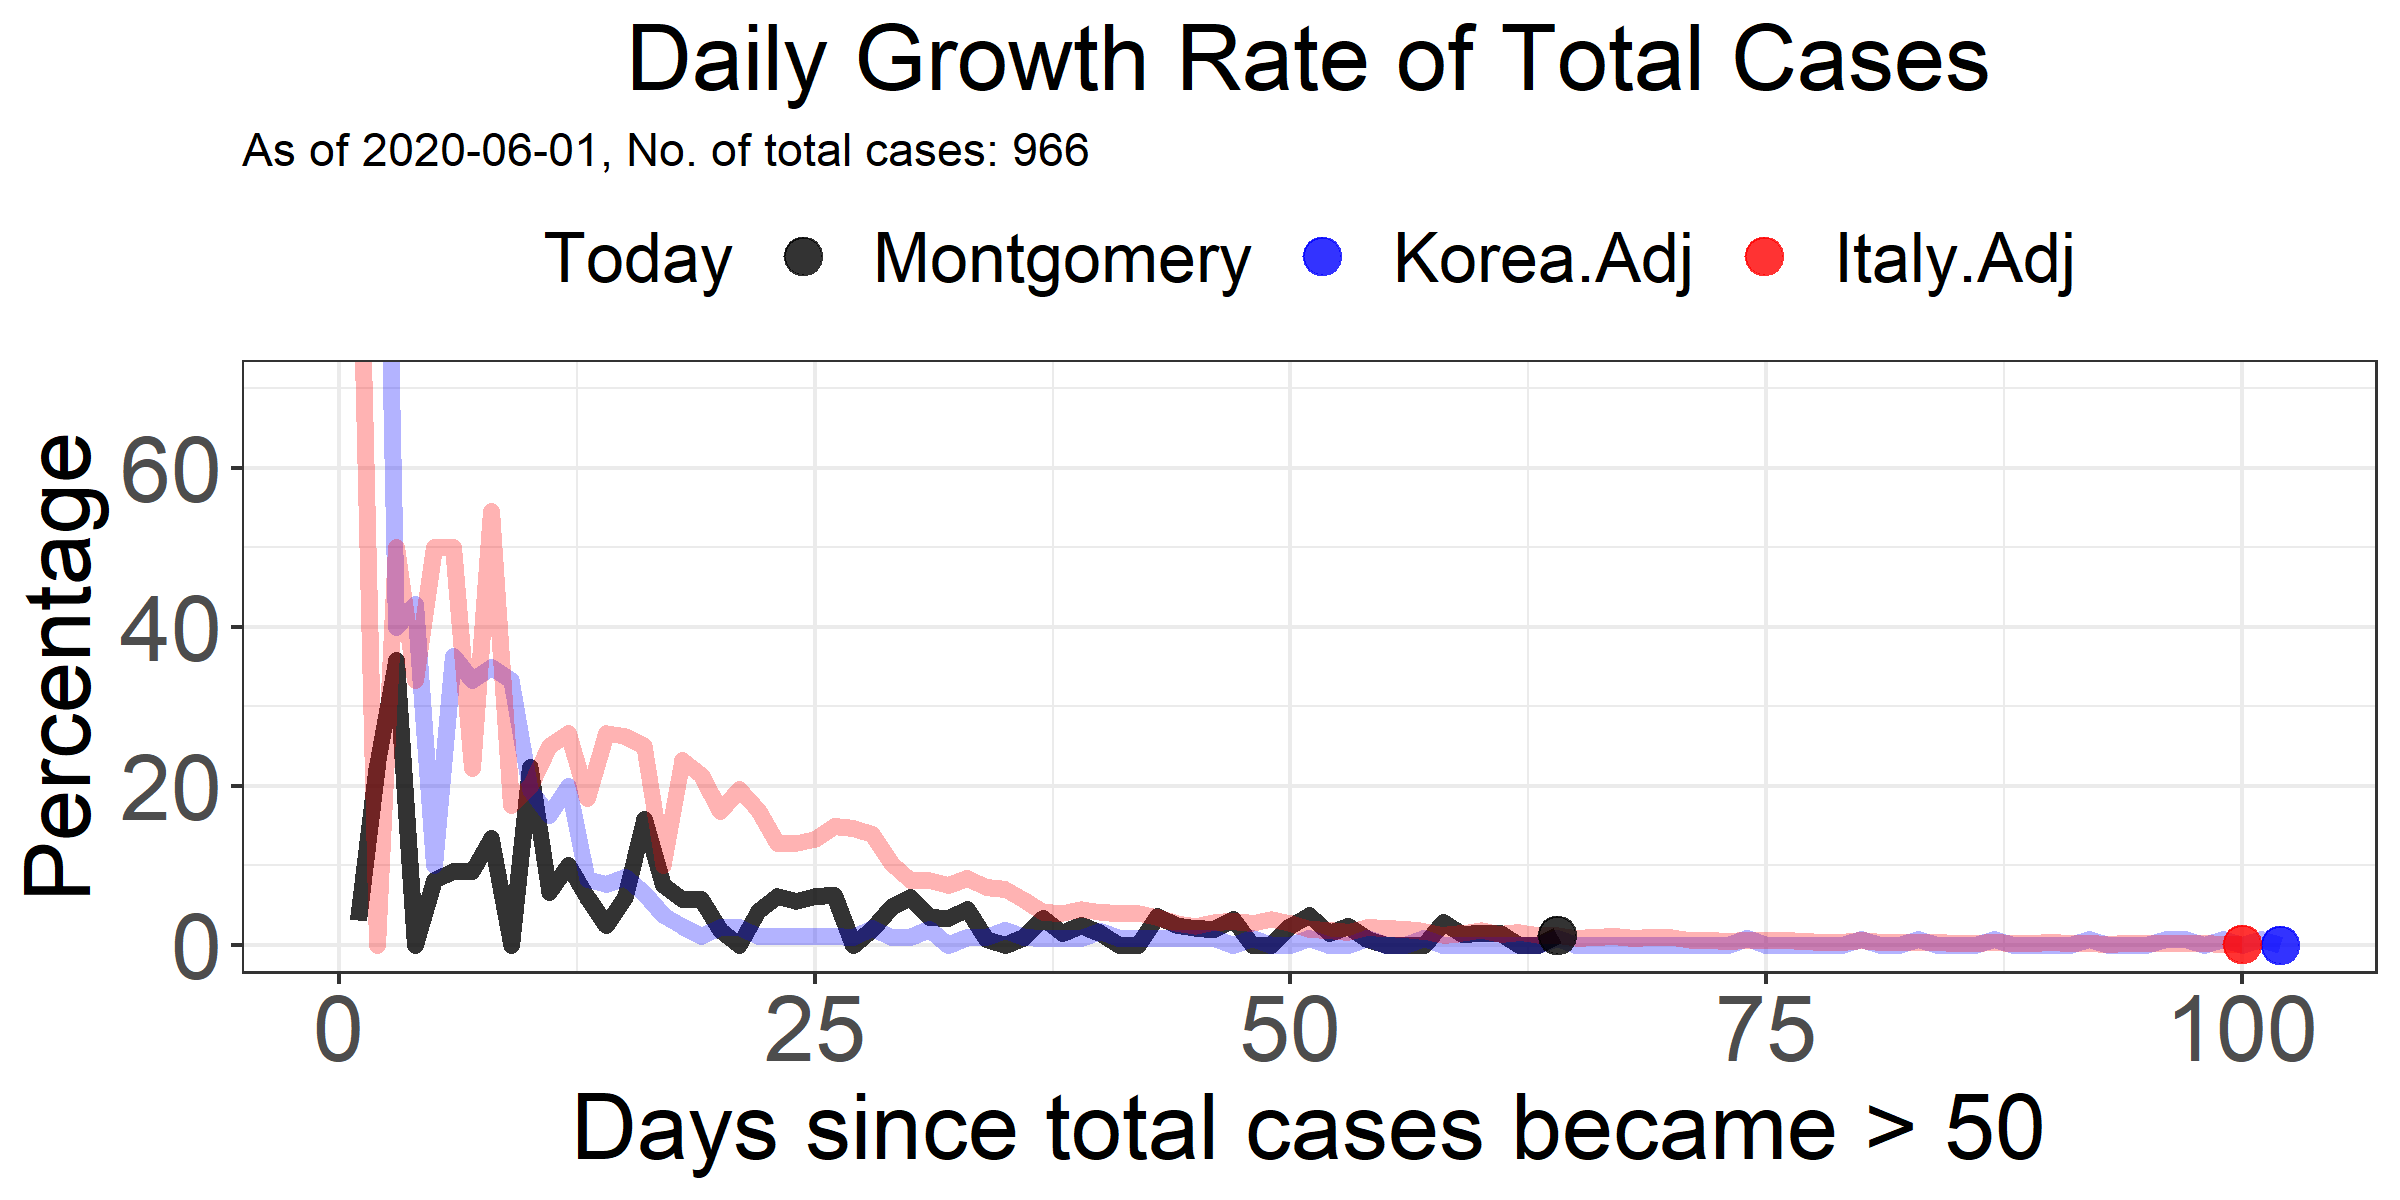 Daily Growth Rate of Total Cases
As of 2020-06-01, No. of total cases: 966
Today Montgomery Korea.Adj Italy.Adj
Percentage
60
40
20
0
0 25 50 75 100
Days since total cases became > 50